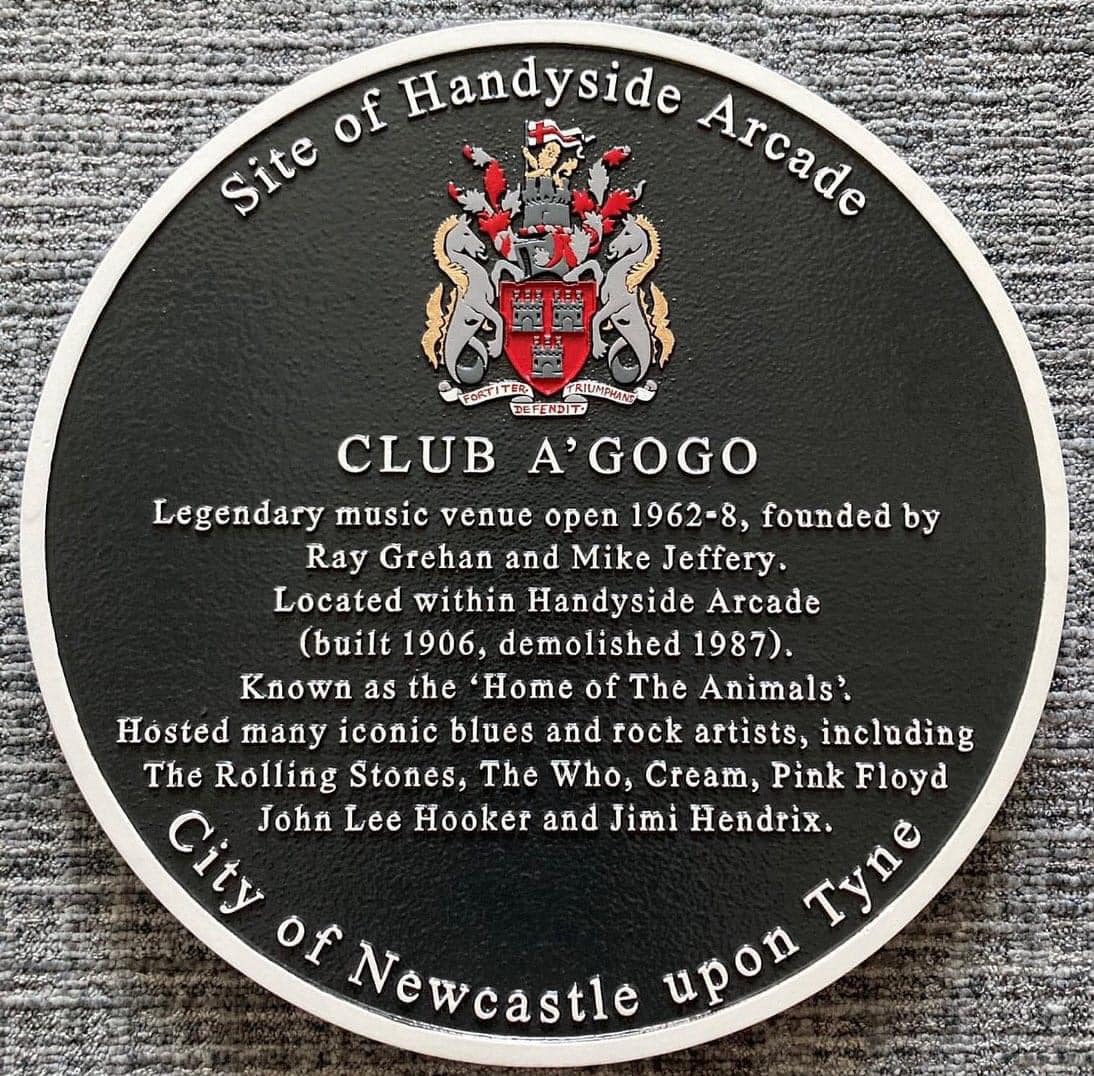 Site of Handyside Arcade
FORTITER· TRIUMPHANS
DEFENDIT·
CLUB A'GOGO
Legendary music venue open 1962-8, founded by
Ray Grehan and Mike Jeffery.
Located within Handyside Arcade
(built 1906, demolished 1987).
Known as the ‘Home of The Animals’.
Hosted many iconic blues and rock artists, including
The Rolling Stones, The Who, Cream, Pink Floyd
John Lee Hooker and Jimi Hendrix.
City of Newcastle upon Tyne